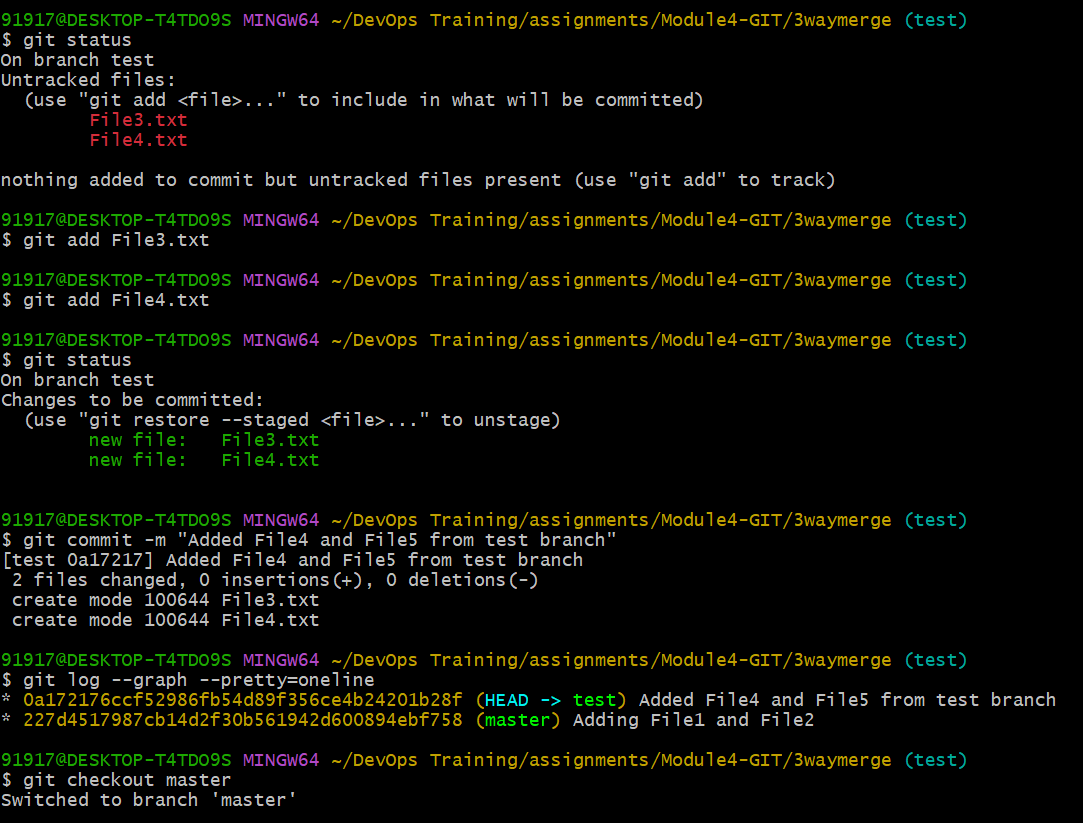 91917@DESKTOP-T4TDO9S MINGW64 ~/DevOps Training/assignments/Module4-GIT/3waymerge (test)
$ git status
On branch test
Untracked files:
  (use "git add <file>..." to include in what will be committed)
        File3.txt
        File4.txt

nothing added to commit but untracked files present (use "git add" to track)

91917@DESKTOP-T4TDO9S MINGW64 ~/DevOps Training/assignments/Module4-GIT/3waymerge (test)
$ git add File3.txt

91917@DESKTOP-T4TDO9S MINGW64 ~/DevOps Training/assignments/Module4-GIT/3waymerge (test)
$ git add File4.txt

91917@DESKTOP-T4TDO9S MINGW64 ~/DevOps Training/assignments/Module4-GIT/3waymerge (test)
$ git status
On branch test
Changes to be committed:
  (use "git restore --staged <file>..." to unstage)
        new file:   File3.txt
        new file:   File4.txt


91917@DESKTOP-T4TDO9S MINGW64 ~/DevOps Training/assignments/Module4-GIT/3waymerge (test)
$ git commit -m "Added File4 and File5 from test branch"
[test 0a17217] Added File4 and File5 from test branch
 2 files changed, 0 insertions(+), 0 deletions(-)
 create mode 100644 File3.txt
 create mode 100644 File4.txt

91917@DESKTOP-T4TDO9S MINGW64 ~/DevOps Training/assignments/Module4-GIT/3waymerge (test)
$ git log --graph --pretty=oneline
* 0a172176ccf52986fb54d89f356ce4b24201b28f (HEAD -> test) Added File4 and File5 from test branch
* 227d4517987cb14d2f30b561942d600894ebf758 (master) Adding File1 and File2

91917@DESKTOP-T4TDO9S MINGW64 ~/DevOps Training/assignments/Module4-GIT/3waymerge (test)
$ git checkout master
Switched to branch 'master'